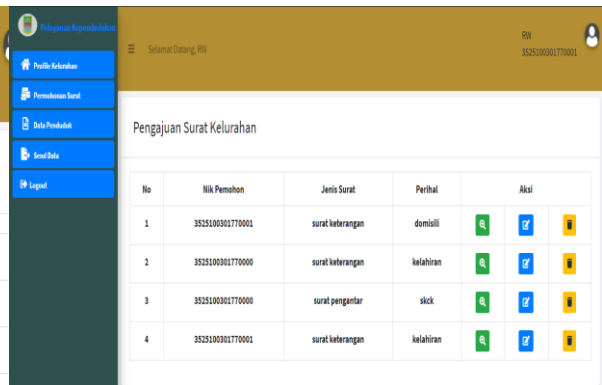 Pelayanan Kependudukan
Profile Kelurahan
Permohonan Surat
Data Penduduk
Send Data
Logout
Selamat Datang, RW
RW
3525100301770001
Pengajuan Surat Kelurahan
No Nik Pemohon Jenis Surat Perihal Aksi
1 3525100301770001 surat keterangan domisili
2 3525100301770000 surat keterangan kelahiran
3 3525100301770000 surat pengantar skck
4 3525100301770001 surat keterangan kelahiran